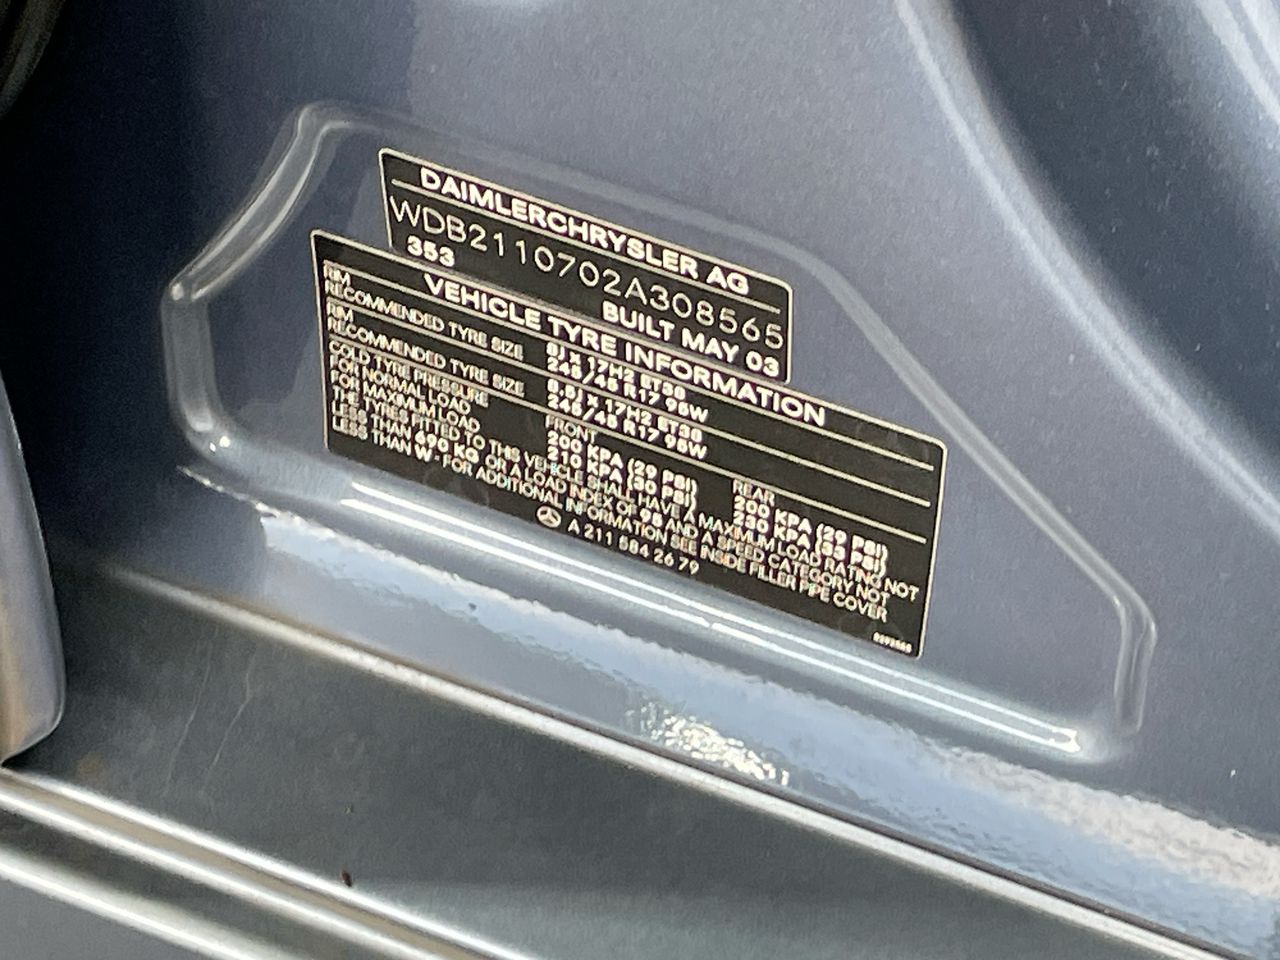 DAIMLERCHRYSLER AG
WDB2110702A308565
353 BUILT MAY 03
VEHICLE TYRE INFORMATION
RIM 8J X 17H2 ET30
RECOMMENDED TYRE SIZE 245/45 R17 95W
RIM 8.5J X 17H2 ET38
RECOMMENDED TYRE SIZE 245/45 R17 95W
COLD TYRE PRESSURE FRONT REAR
FOR NORMAL LOAD 200 KPA (29 PSI) 200 KPA (29 PSI)
FOR MAXIMUM LOAD 210 KPA (30 PSI) 230 KPA (33 PSI)
THE TYRES FITTED TO THIS VEHICLE SHALL HAVE A MAXIMUM LOAD RATING NOT
LESS THAN 690 KG OR A LOAD INDEX OF 95 AND A SPEED CATEGORY NOT
LESS THAN W - FOR ADDITIONAL INFORMATION SEE INSIDE FILLER PIPE COVER
A 211 584 26 79